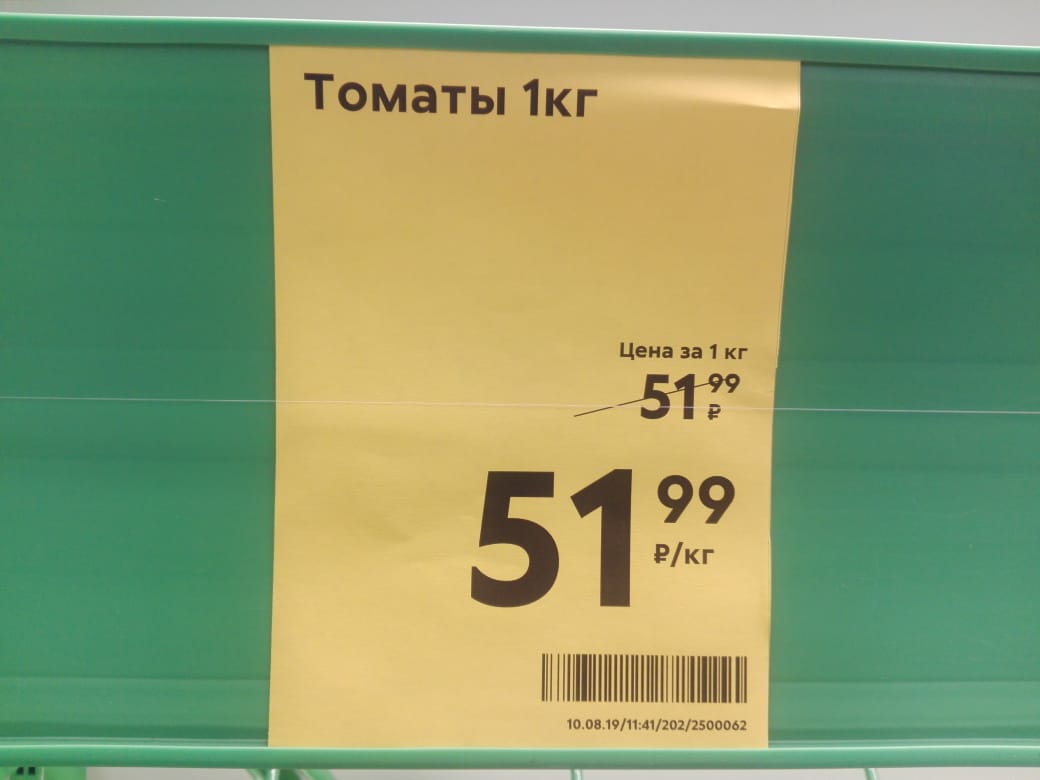 Томаты 1кг
Цена за 1 кг
51 99
₽
51 99
₽/кг
10.08.19/11:41/202/2500062